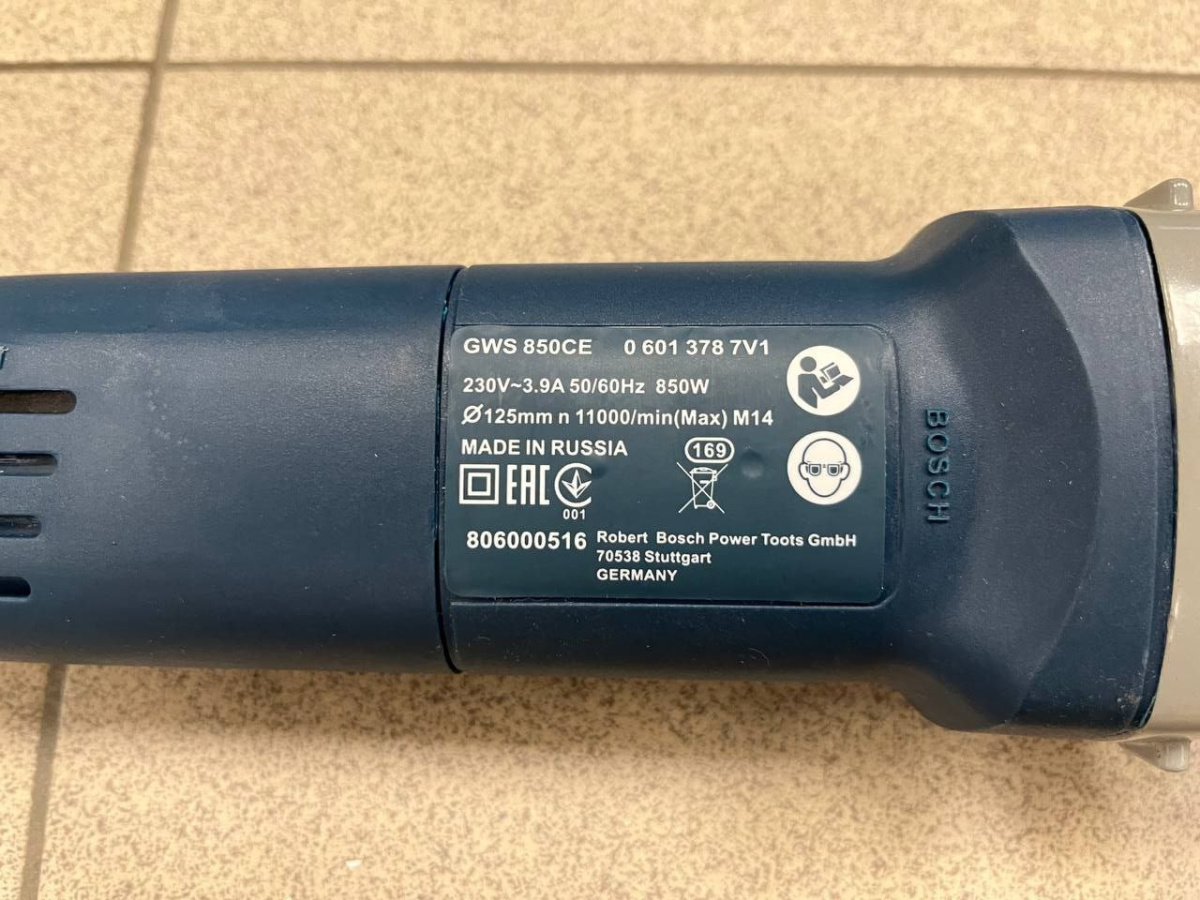 GWS 850CE 0 601 378 7V1
230V~3.9A 50/60Hz 850W
Ø125mm n 11000/min(Max) M14
MADE IN RUSSIA
169
EAC
001
806000516
Robert Bosch Power Toots GmbH
70538 Stuttgart
GERMANY
BOSCH